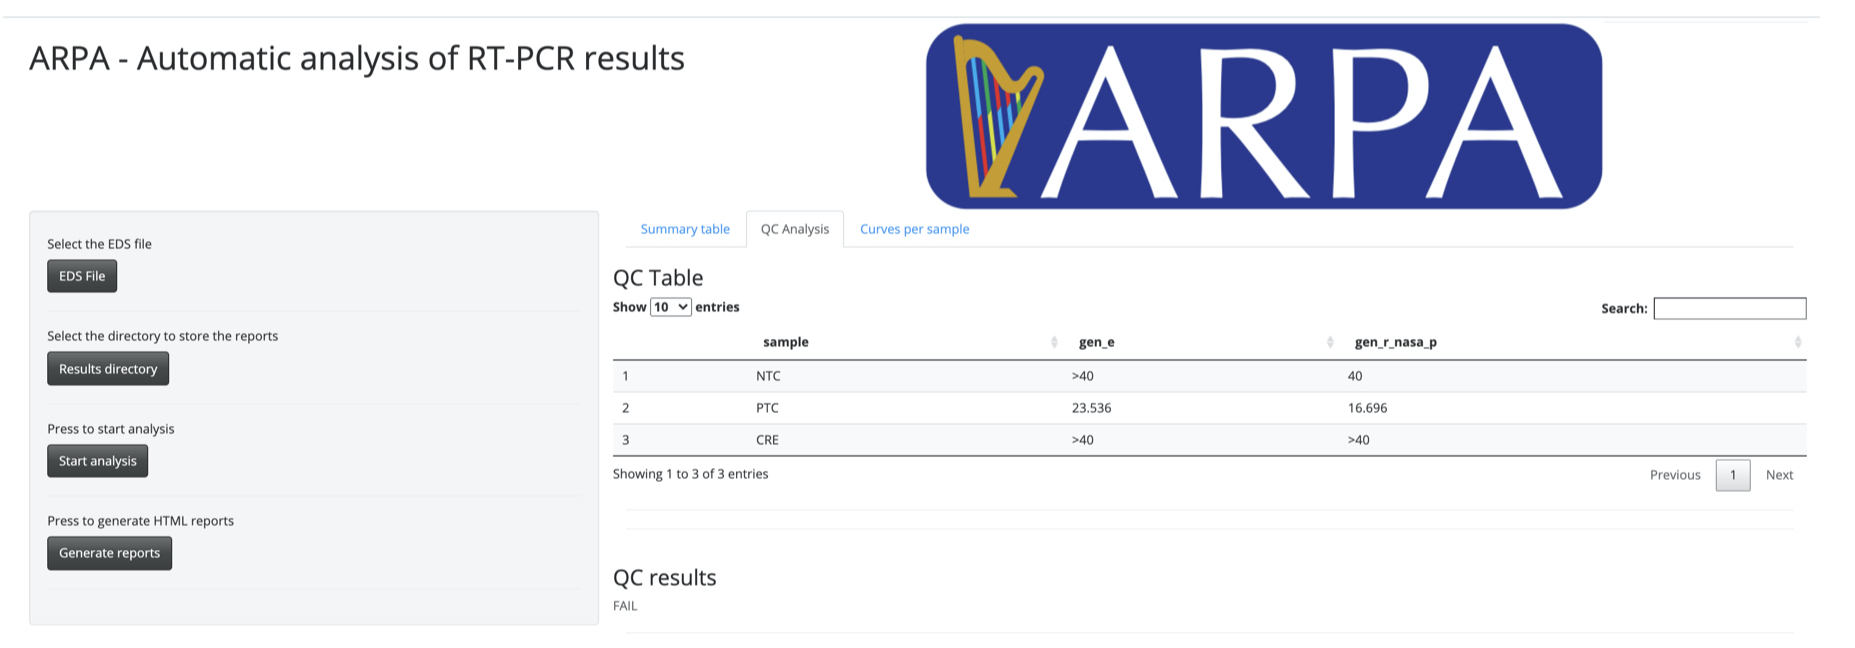 ARPA - Automatic analysis of RT-PCR results
ARPA
Select the EDS file
EDS File
Select the directory to store the reports
Results directory
Press to start analysis
Start analysis
Press to generate HTML reports
Generate reports
Summary table QC Analysis Curves per sample
QC Table
Show 10 entries Search:
sample gen_e gen_r_nasa_p
1 NTC >40 40
2 PTC 23.536 16.696
3 CRE >40 >40
Showing 1 to 3 of 3 entries Previous 1 Next
QC results
FAIL